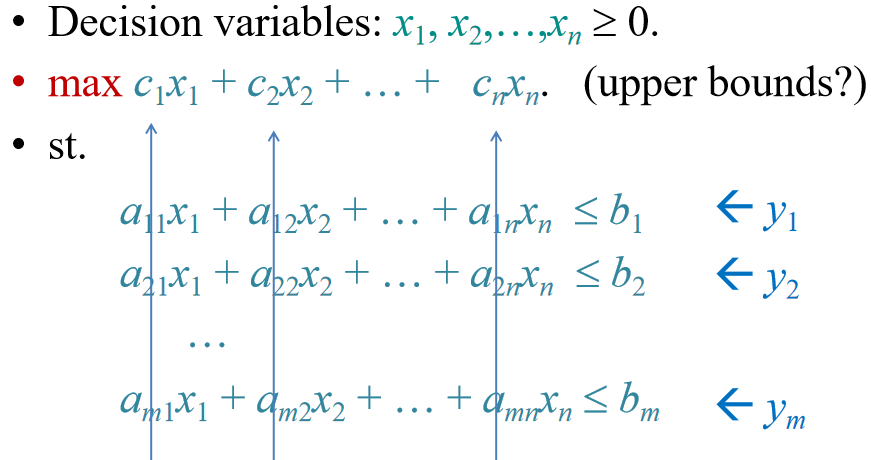 • Decision variables: x₁, x₂,…,xₙ ≥ 0.
• max c₁x₁ + c₂x₂ + … + cₙxₙ. (upper bounds?)
• st.
a₁₁x₁ + a₁₂x₂ + … + a₁ₙxₙ ≤ b₁ ← y₁
a₂₁x₁ + a₂₂x₂ + … + a₂ₙxₙ ≤ b₂ ← y₂
…
aₘ₁x₁ + aₘ₂x₂ + … + aₘₙxₙ ≤ bₘ ← yₘ